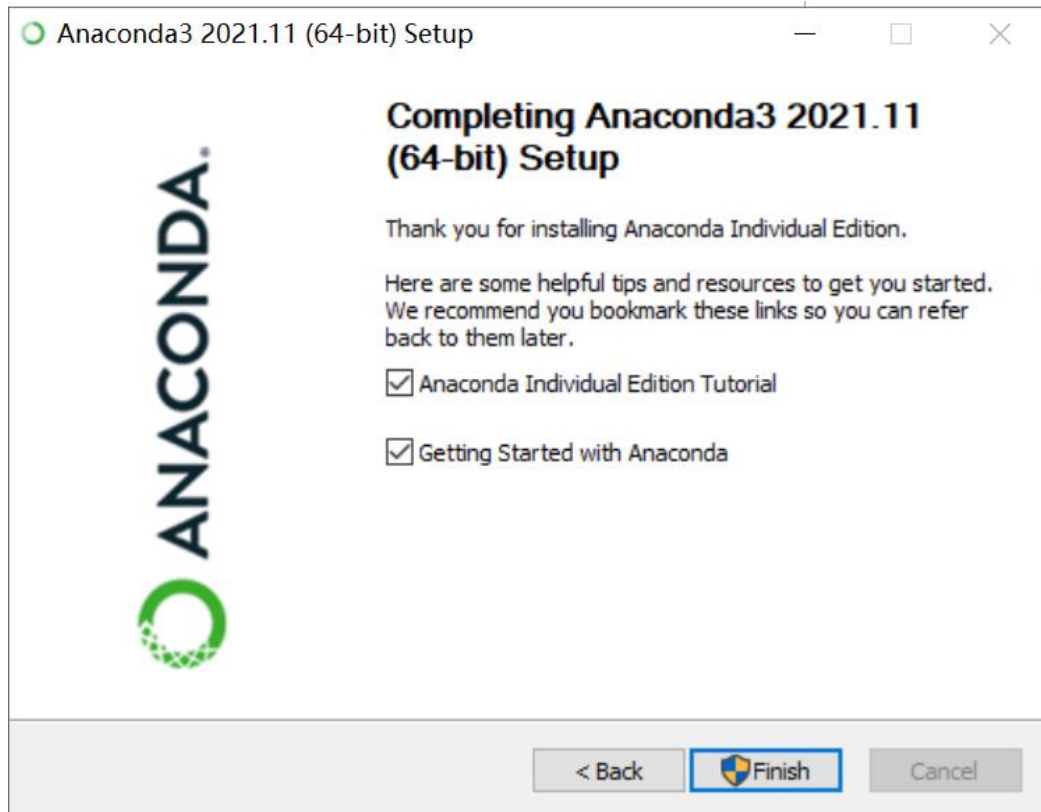 Anaconda3 2021.11 (64-bit) Setup
Completing Anaconda3 2021.11
(64-bit) Setup
Thank you for installing Anaconda Individual Edition.
Here are some helpful tips and resources to get you started.
We recommend you bookmark these links so you can refer
back to them later.
Anaconda Individual Edition Tutorial
Getting Started with Anaconda
ANACONDA.
< Back
Finish
Cancel